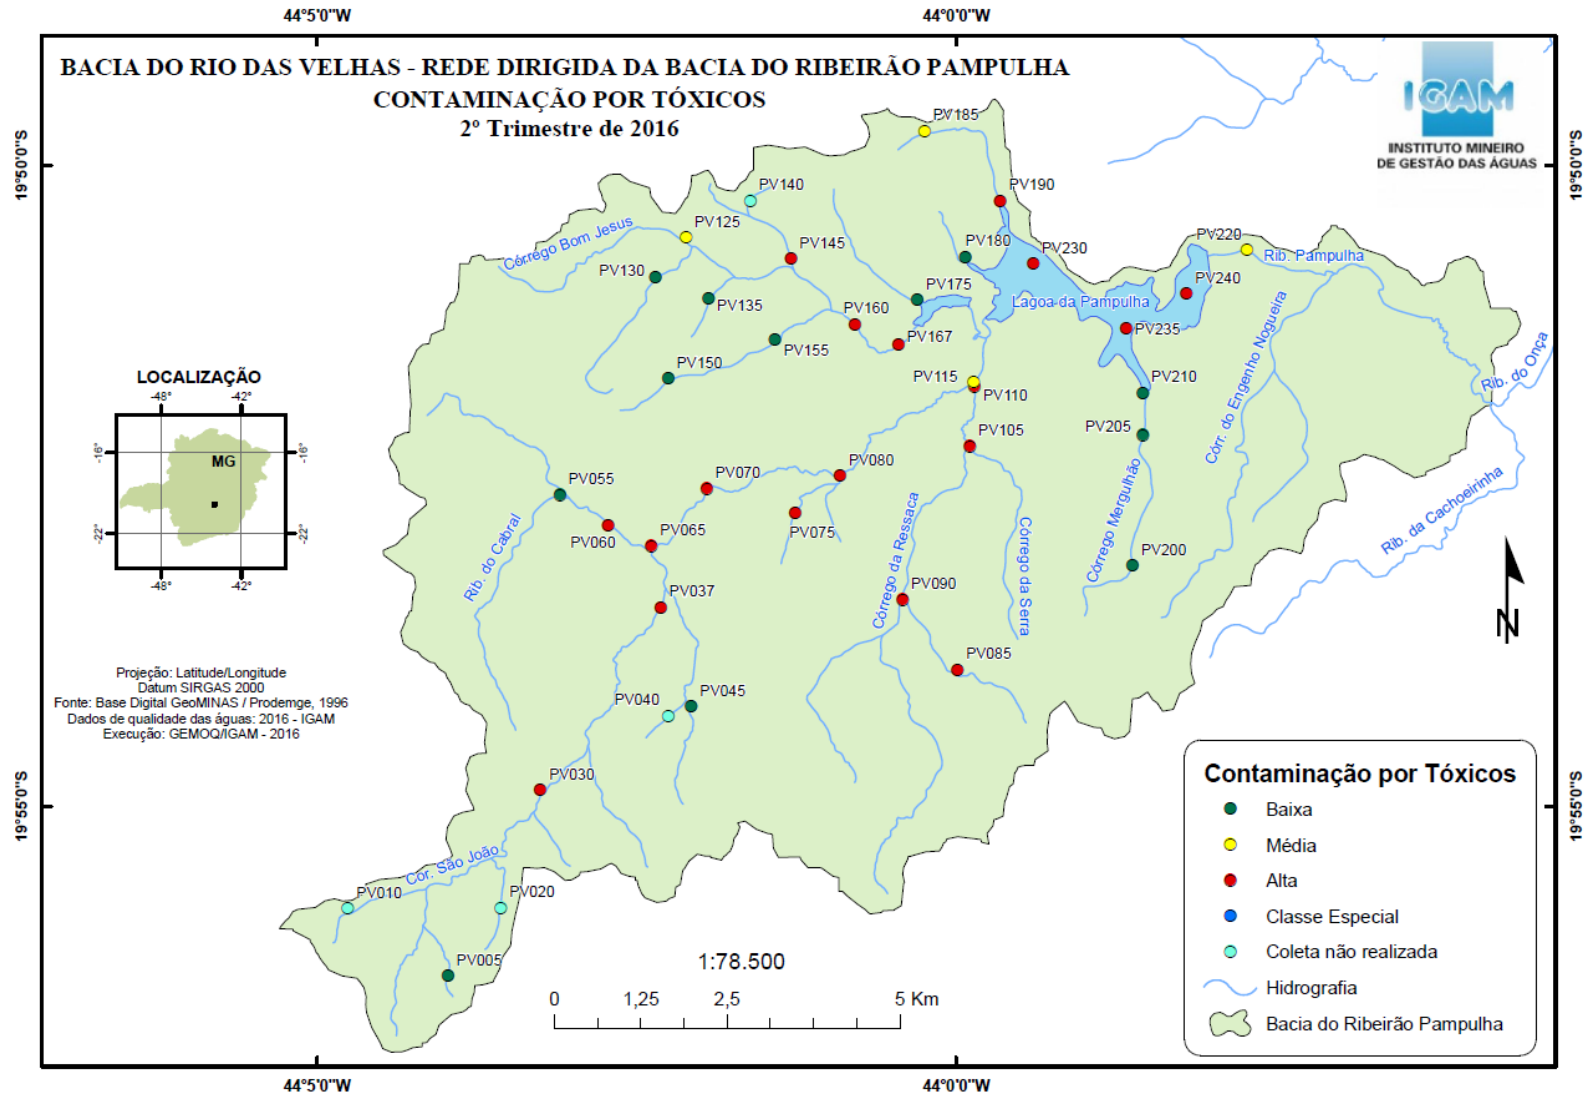 44°5'0"W
44°0'0"W
BACIA DO RIO DAS VELHAS - REDE DIRIGIDA DA BACIA DO RIBEIRÃO PAMPULHA
CONTAMINAÇÃO POR TÓXICOS
2º Trimestre de 2016
IGAM
INSTITUTO MINEIRO
DE GESTÃO DAS ÁGUAS
19°50'0"S
19°50'0"S
PV185
PV140
PV190
PV125
Córrego Bom Jesus
PV145
PV180
PV230
PV220
Rib. Pampulha
PV130
PV240
PV135
PV175
Lagoa da Pampulha
PV160
PV235
PV167
PV155
PV150
PV115
PV110
PV210
Córr. do Engenho Nogueira
Rib. do Onça
PV105
PV205
LOCALIZAÇÃO
-48°
-42°
-16°
-16°
MG
-22°
-22°
-48°
-42°
PV055
PV070
PV080
PV060
PV065
PV075
Rib. do Cabral
Córrego da Ressaca
Córrego da Serra
Córrego Mergulhão
Rib. da Cachoeirinha
PV200
PV037
PV090
N
PV085
PV040
PV045
Projeção: Latitude/Longitude
Datum SIRGAS 2000
Fonte: Base Digital GeoMINAS / Prodemge, 1996
Dados de qualidade das águas: 2016 - IGAM
Execução: GEMOQ/IGAM - 2016
PV030
19°55'0"S
19°55'0"S
Cór. São João
PV010
PV020
PV005
1:78.500
0
1,25
2,5
5 Km
Contaminação por Tóxicos
Baixa
Média
Alta
Classe Especial
Coleta não realizada
Hidrografia
Bacia do Ribeirão Pampulha
44°5'0"W
44°0'0"W